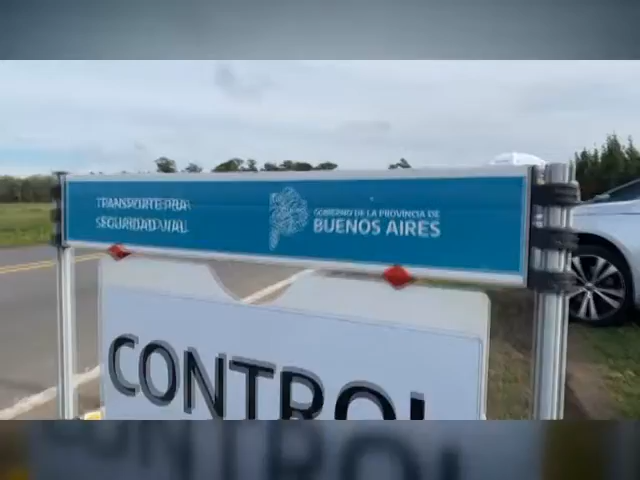 TRANSPORTE PBA
SEGURIDAD VIAL
GOBIERNO DE LA PROVINCIA DE
BUENOS AIRES
CONTROL